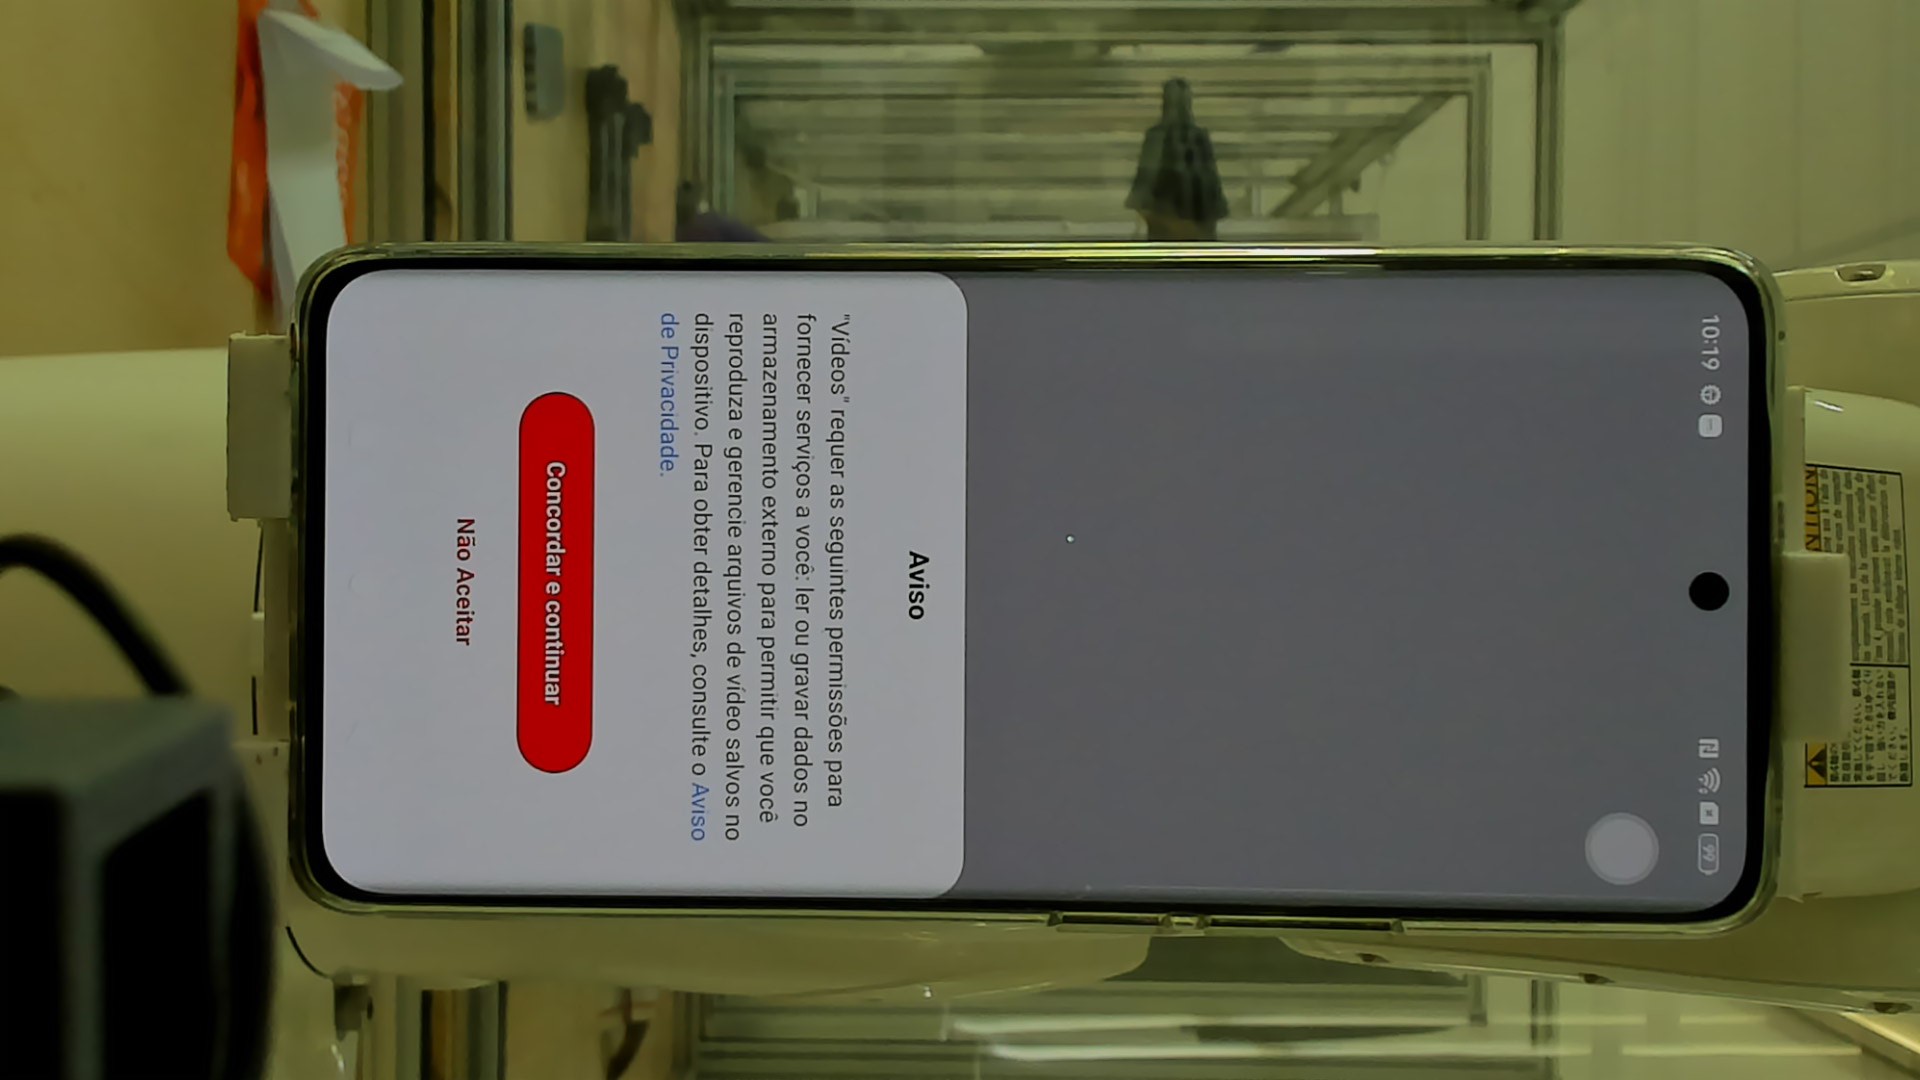 10:19
99
Aviso
"Vídeos" requer as seguintes permissões para
fornecer serviços a você: ler ou gravar dados no
armazenamento externo para permitir que você
reproduza e gerencie arquivos de vídeo salvos no
dispositivo. Para obter detalhes, consulte o Aviso
de Privacidade.
Concordar e continuar
Não Aceitar